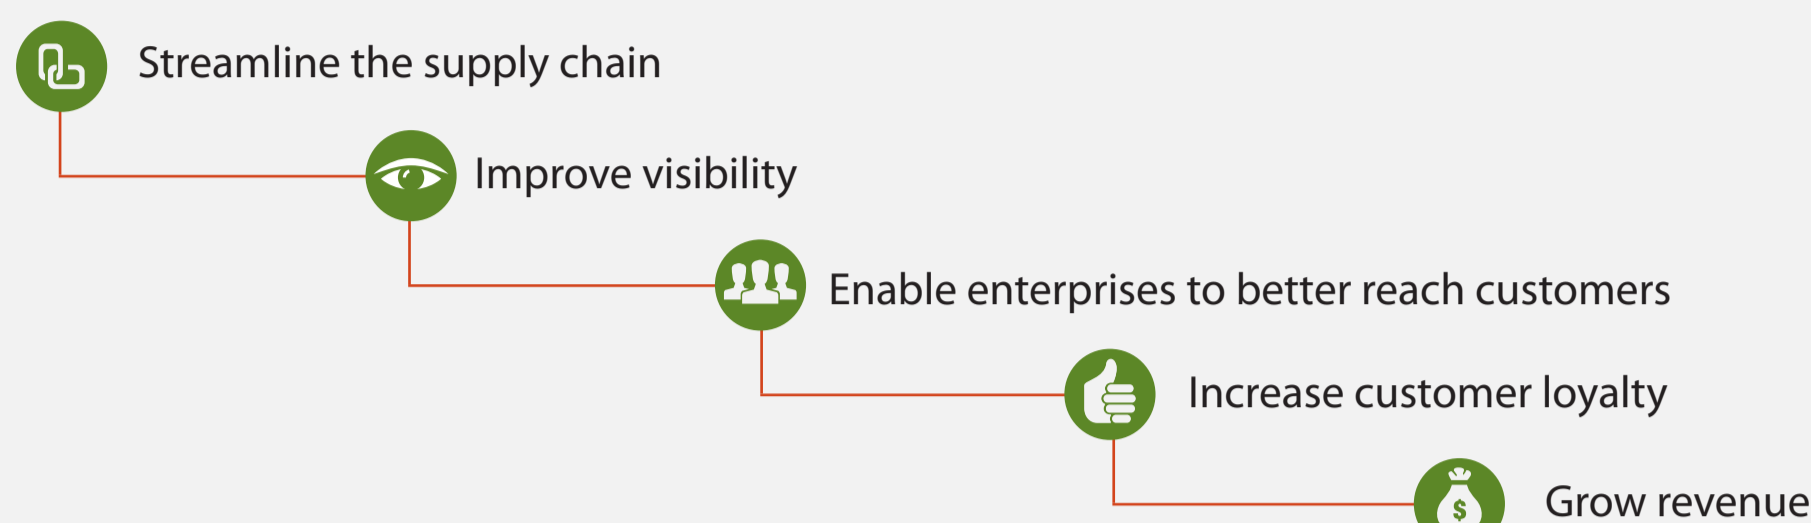 Streamline the supply chain
Improve visibility
Enable enterprises to better reach customers
Increase customer loyalty
$ Grow revenue